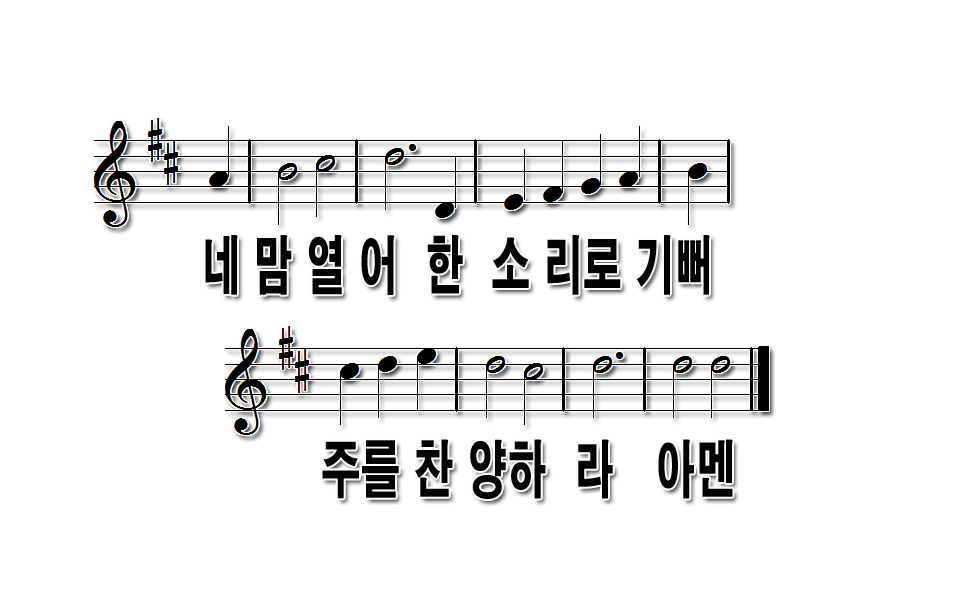 네 맘 열 어 한 소 리로 기뻐
주를 찬 양하 라 아멘